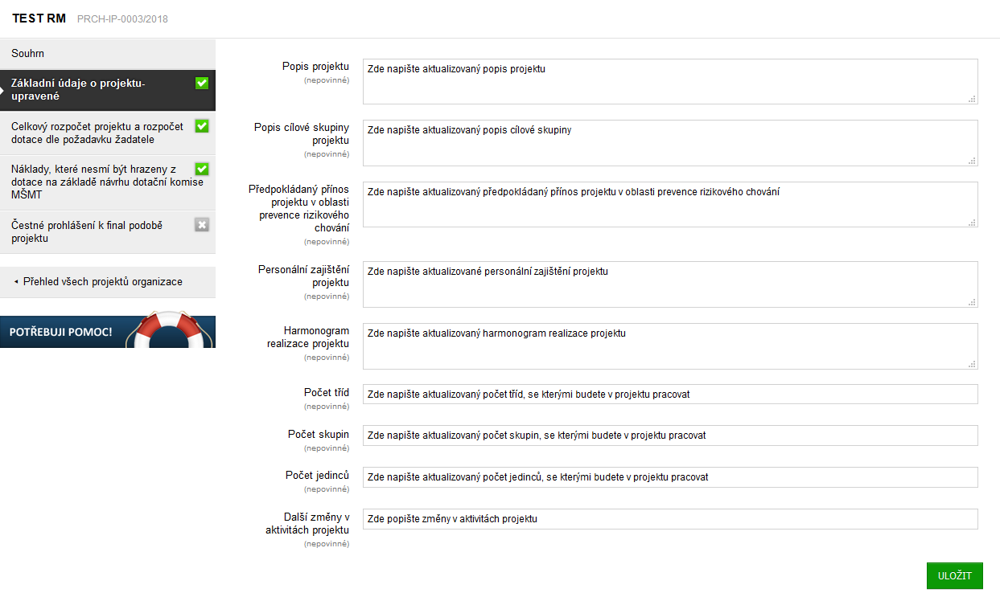 TEST RM PRCH-IP-0003/2018
Souhrn
Základní údaje o projektu-
upravené
Celkový rozpočet projektu a rozpočet
dotace dle požadavku žadatele
Náklady, které nesmí být hrazeny z
dotace na základě návrhu dotační komise
MŠMT
Čestné prohlášení k final podobě
projektu
Přehled všech projektů organizace
POTŘEBUJI POMOC!
Popis projektu
(nepovinné)
Zde napište aktualizovaný popis projektu
Popis cílové skupiny
projektu
(nepovinné)
Zde napište aktualizovaný popis cílové skupiny
Předpokládaný přínos
projektu v oblasti
prevence rizikového
chování
(nepovinné)
Zde napište aktualizovaný předpokládaný přínos projektu v oblasti prevence rizikového chování
Personální zajištění
projektu
(nepovinné)
Zde napište aktualizované personální zajištění projektu
Harmonogram
realizace projektu
(nepovinné)
Zde napište aktualizovaný harmonogram realizace projektu
Počet tříd
(nepovinné)
Zde napište aktualizovaný počet tříd, se kterými budete v projektu pracovat
Počet skupin
(nepovinné)
Zde napište aktualizovaný počet skupin, se kterými budete v projektu pracovat
Počet jedinců
(nepovinné)
Zde napište aktualizovaný počet jedinců, se kterými budete v projektu pracovat
Další změny v
aktivitách projektu
(nepovinné)
Zde popište změny v aktivitách projektu
ULOŽIT